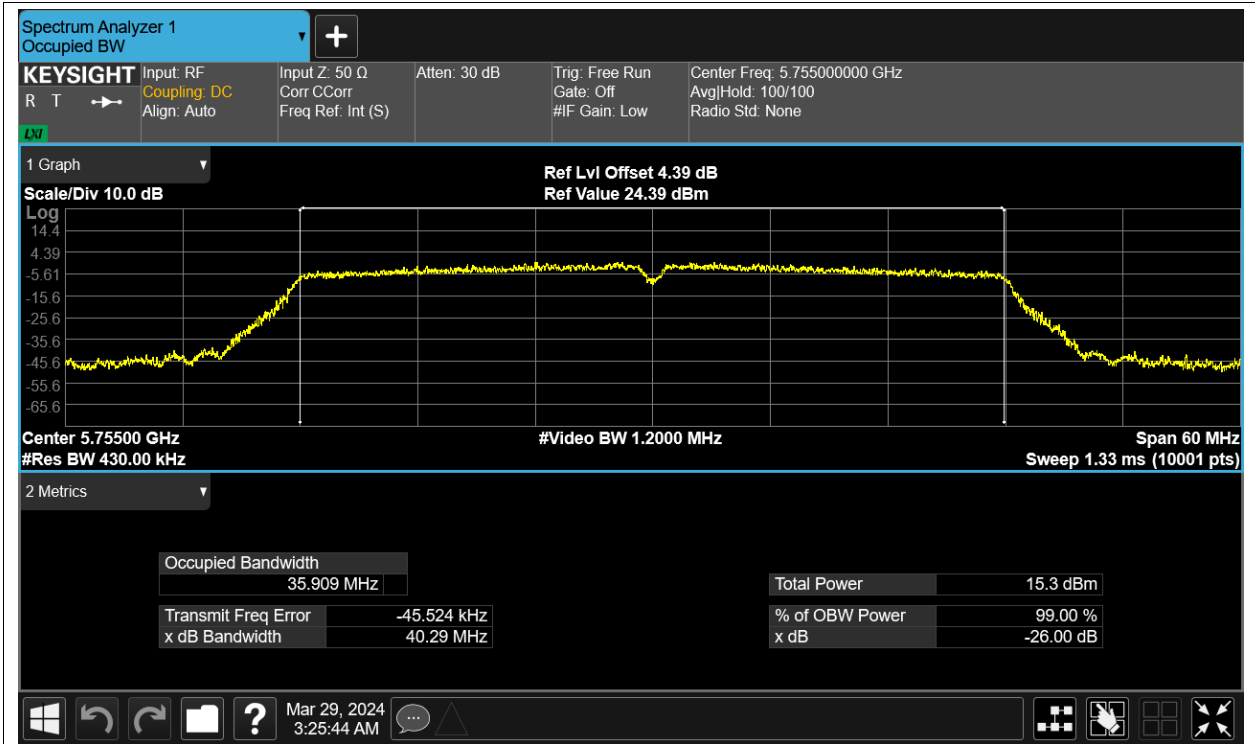 Spectrum Analyzer 1
Occupied BW
KEYSIGHT
R T
LXI
Input: RF
Coupling: DC
Align: Auto
Input Z: 50 Ω
Corr CCorr
Freq Ref: Int (S)
Atten: 30 dB
Trig: Free Run
Gate: Off
#IF Gain: Low
Center Freq: 5.755000000 GHz
Avg|Hold: 100/100
Radio Std: None
1 Graph
Ref Lvl Offset 4.39 dB
Scale/Div 10.0 dB
Ref Value 24.39 dBm
Log
14.4
4.39
-5.61
-15.6
-25.6
-35.6
-45.6
-55.6
-65.6
Center 5.75500 GHz
#Video BW 1.2000 MHz
Span 60 MHz
#Res BW 430.00 kHz
Sweep 1.33 ms (10001 pts)
2 Metrics
Occupied Bandwidth
35.909 MHz
Transmit Freq Error -45.524 kHz
x dB Bandwidth 40.29 MHz
Total Power 15.3 dBm
% of OBW Power 99.00 %
x dB -26.00 dB
?
Mar 29, 2024
3:25:44 AM